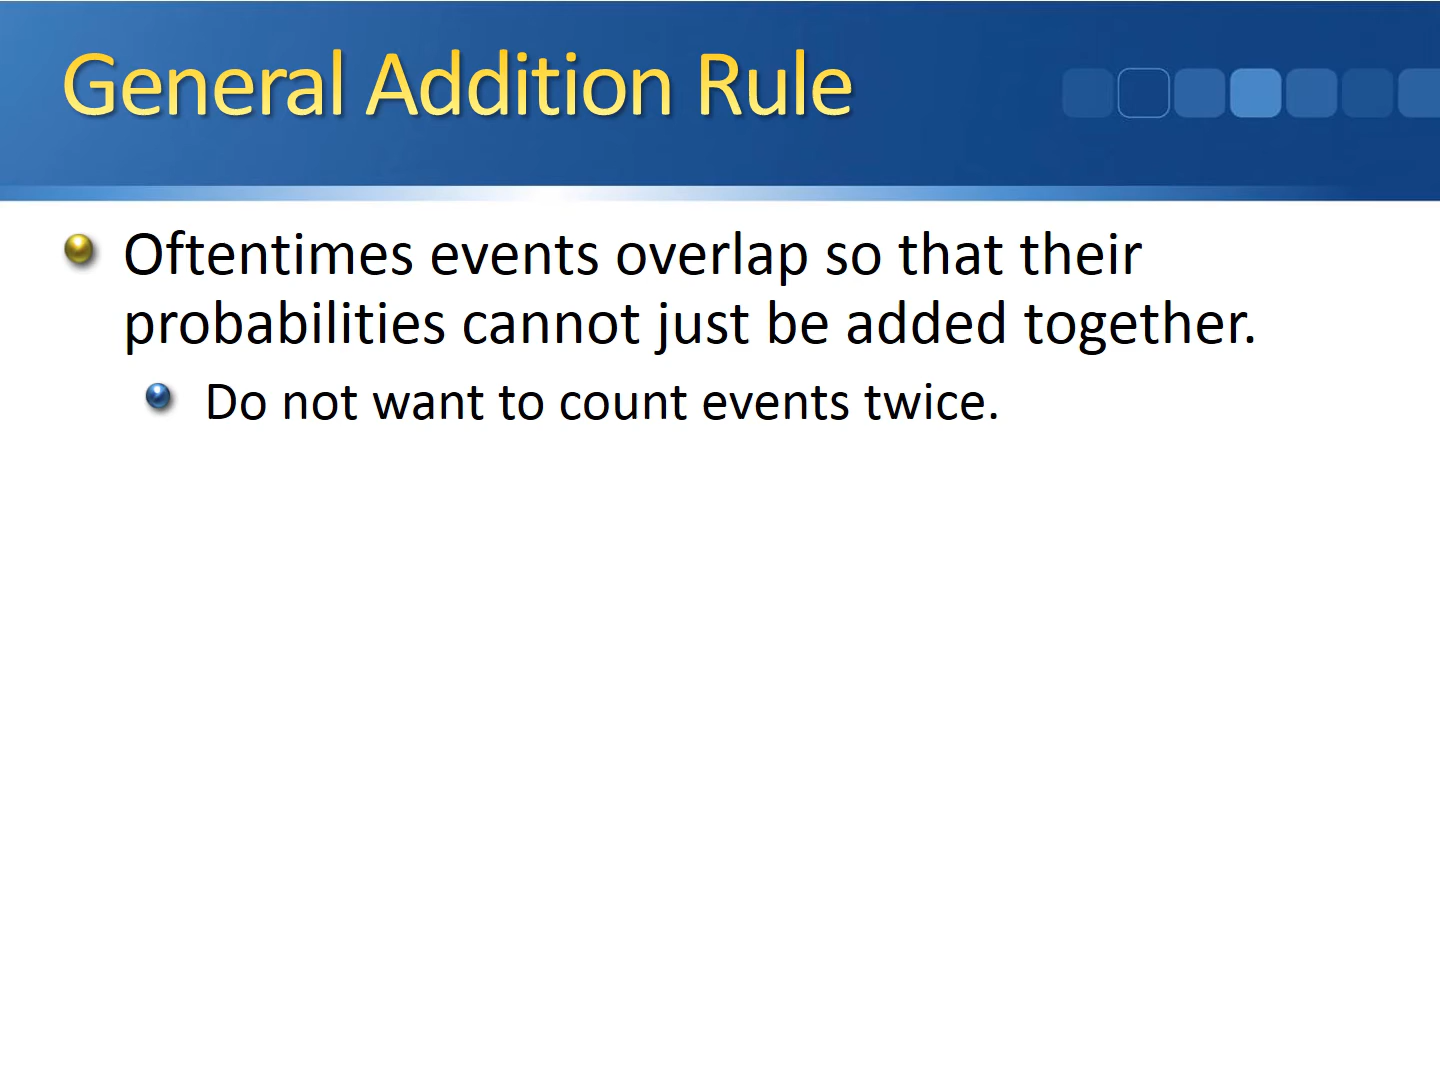 General Addition Rule
Oftentimes events overlap so that their
probabilities cannot just be added together.
Do not want to count events twice.